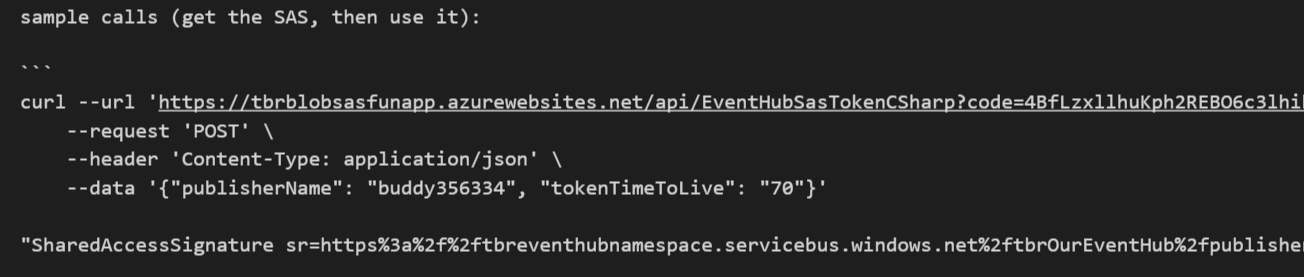 sample calls (get the SAS, then use it):
```
curl --url 'https://tbrblobsasfunapp.azurewebsites.net/api/EventHubSasTokenCSharp?code=4BfLzxllhuKph2REBO6c3lhi
--request 'POST' \
--header 'Content-Type: application/json' \
--data '{"publisherName": "buddy356334", "tokenTimeToLive": "70"}'
"SharedAccessSignature sr=https%3a%2f%2ftbreventhubnamespace.servicebus.windows.net%2ftbrOurEventHub%2fpublishe